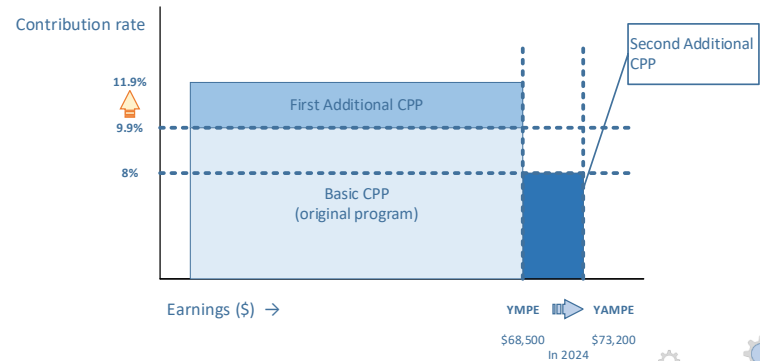 Contribution rate
Second Additional
CPP
11.9%
First Additional CPP
9.9%
8%
Basic CPP
(original program)
Earnings ($) →
YMPE
YAMPE
$68,500
$73,200
In 2024